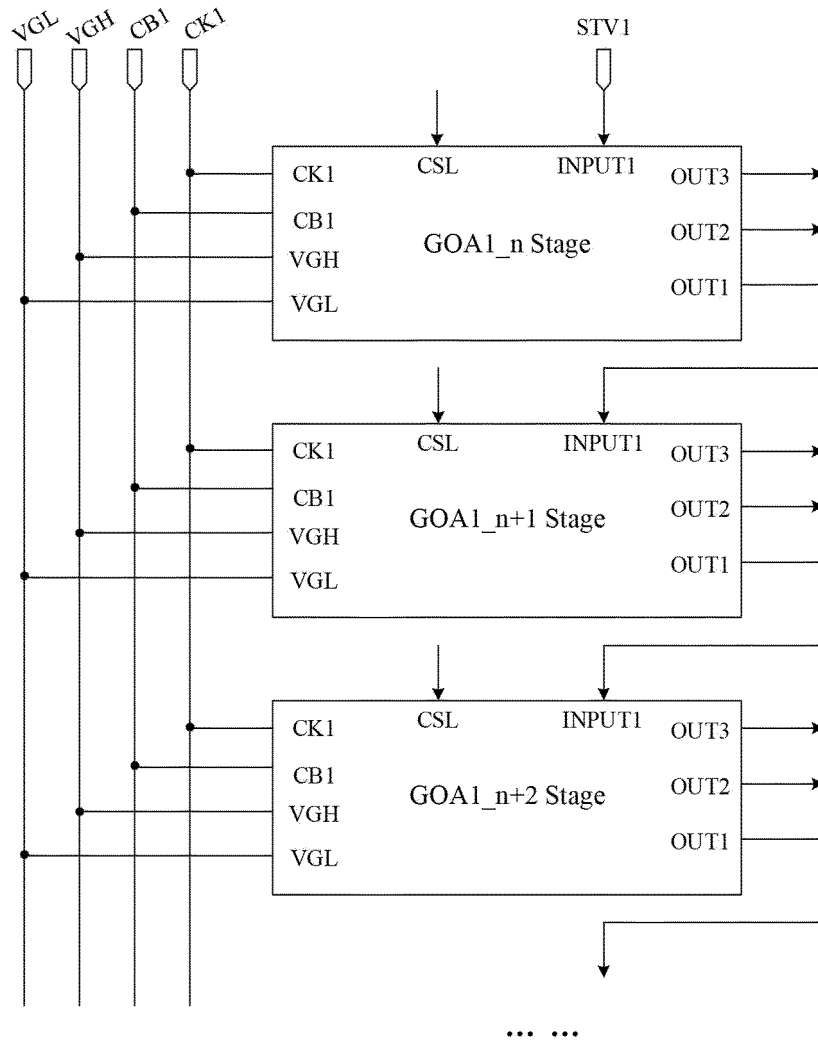 VGL VGH CB1 CK1 STV1
CK1 CSL INPUT1 OUT3
CB1 OUT2
GOA1_n Stage
VGH
OUT1
VGL
CK1 CSL INPUT1 OUT3
CB1 OUT2
GOA1_n+1 Stage
VGH
OUT1
VGL
CK1 CSL INPUT1 OUT3
CB1 OUT2
GOA1_n+2 Stage
VGH
OUT1
VGL
... ...